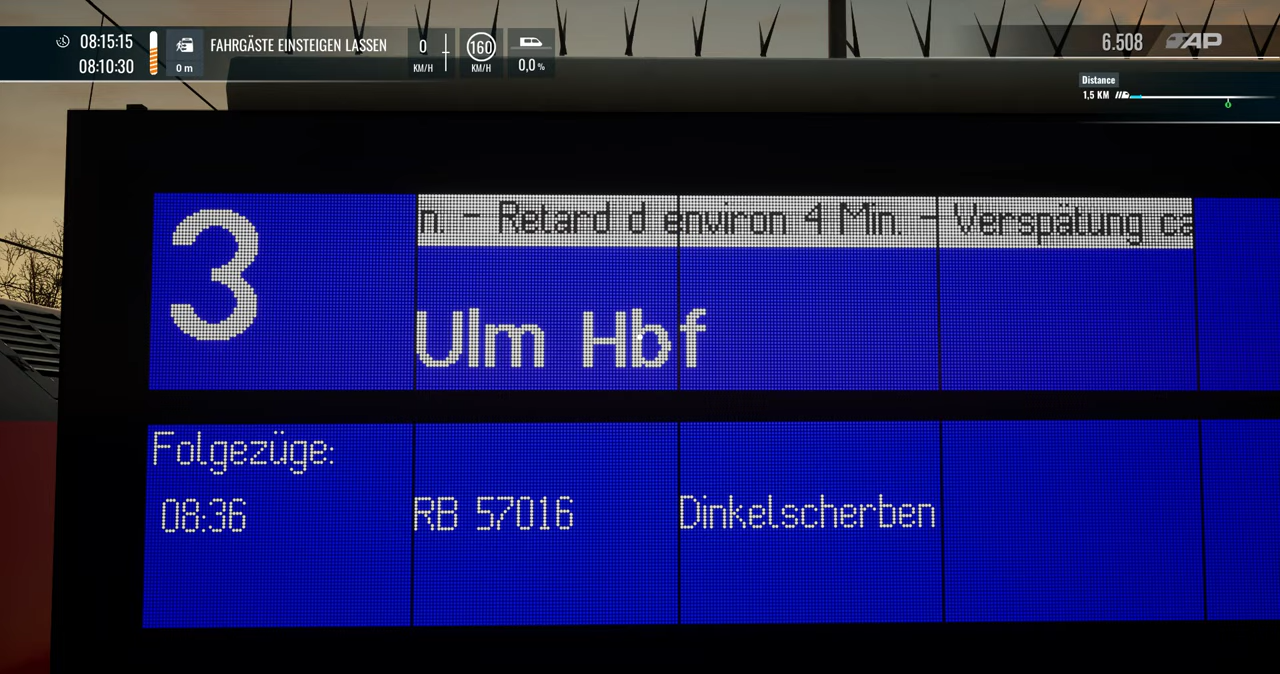 08:15:15
08:10:30
0 m
FAHRGÄSTE EINSTEIGEN LASSEN
0
KM/H
160
KM/H
0,0 %
6.508 AP
Distance
1,5 KM
3
n. - Retard d environ 4 Min. - Verspätung ca
Ulm Hbf
Folgezüge:
08:36 RB 57016 Dinkelscherben